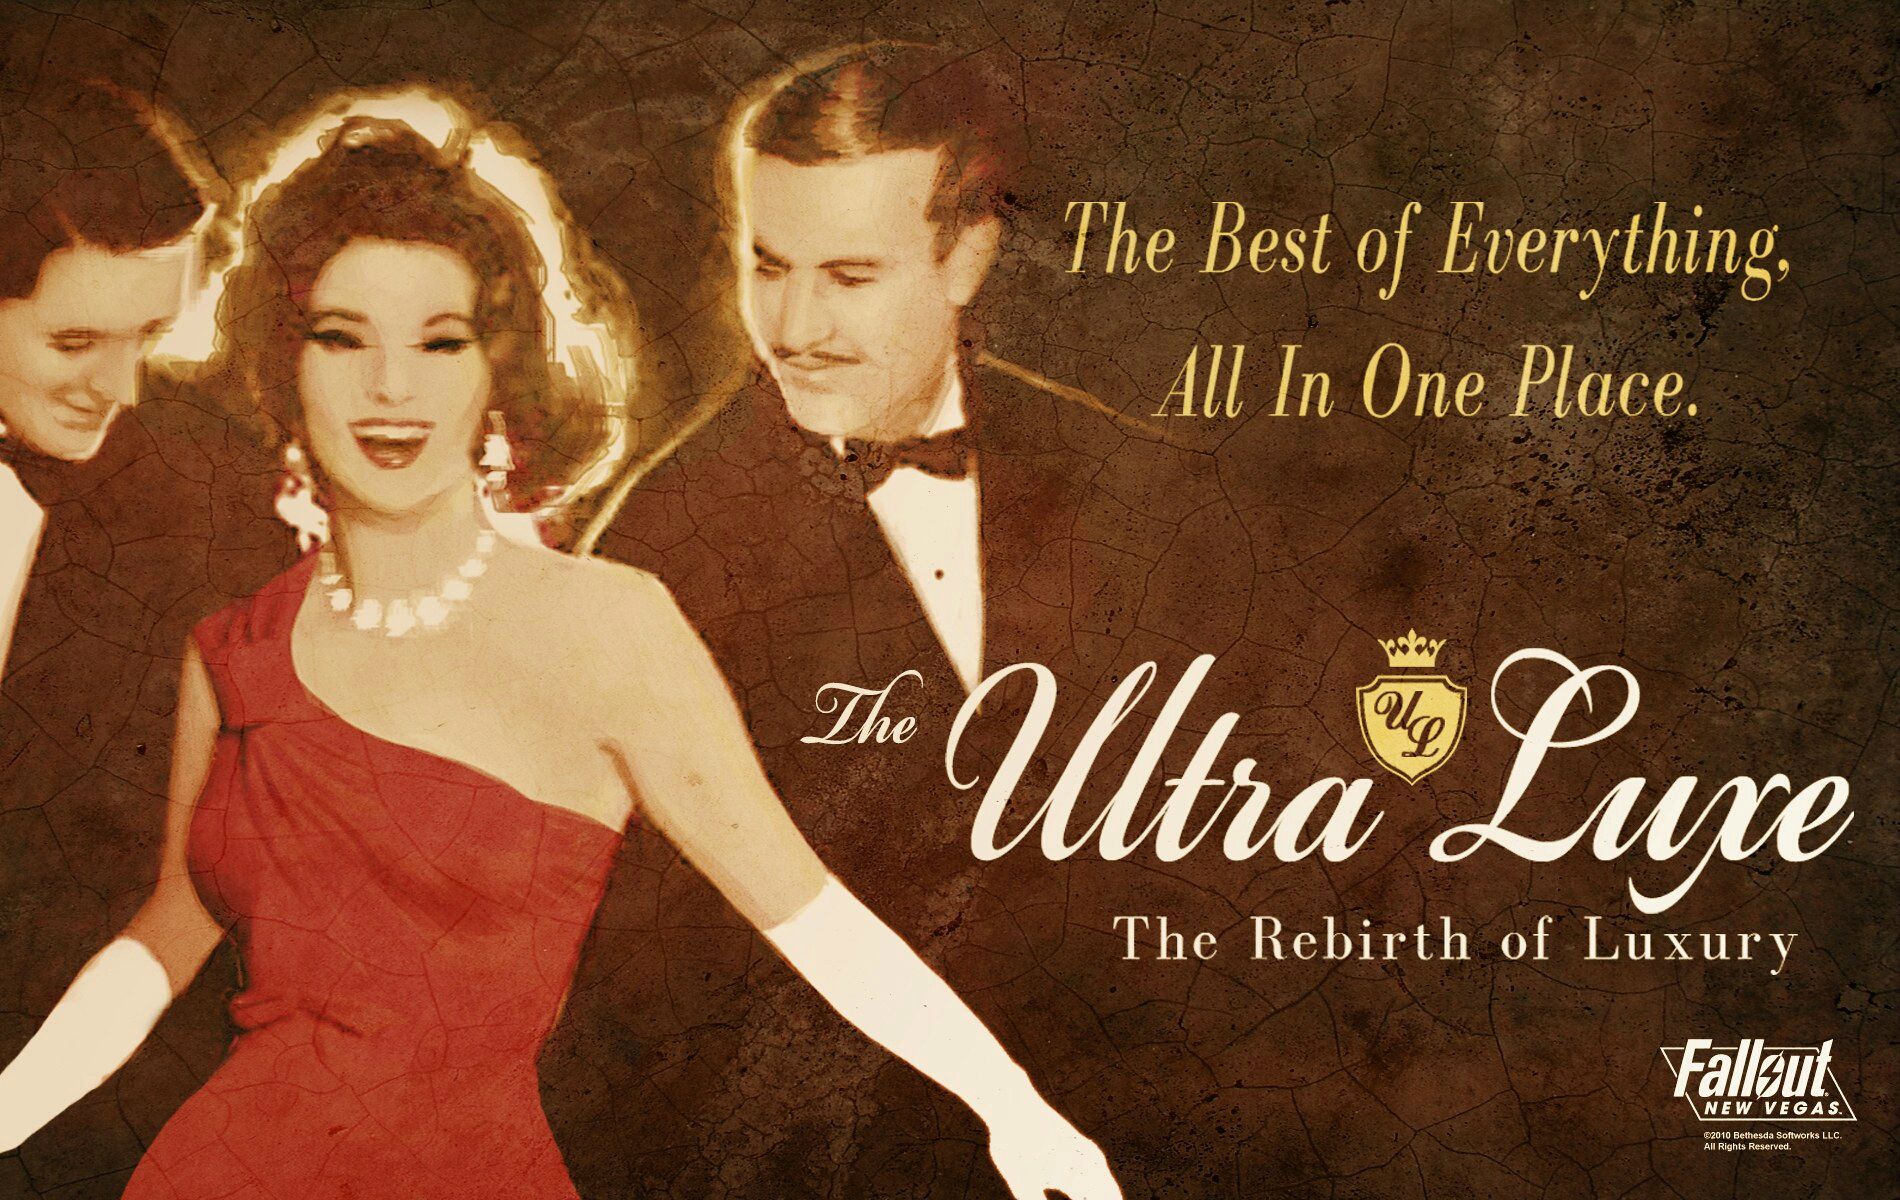 The Best of Everything,
All In One Place.
The Ultra Luxe
UL
The Rebirth of Luxury
Fallout
NEW VEGAS.
©2010 Bethesda Softworks LLC.
All Rights Reserved.